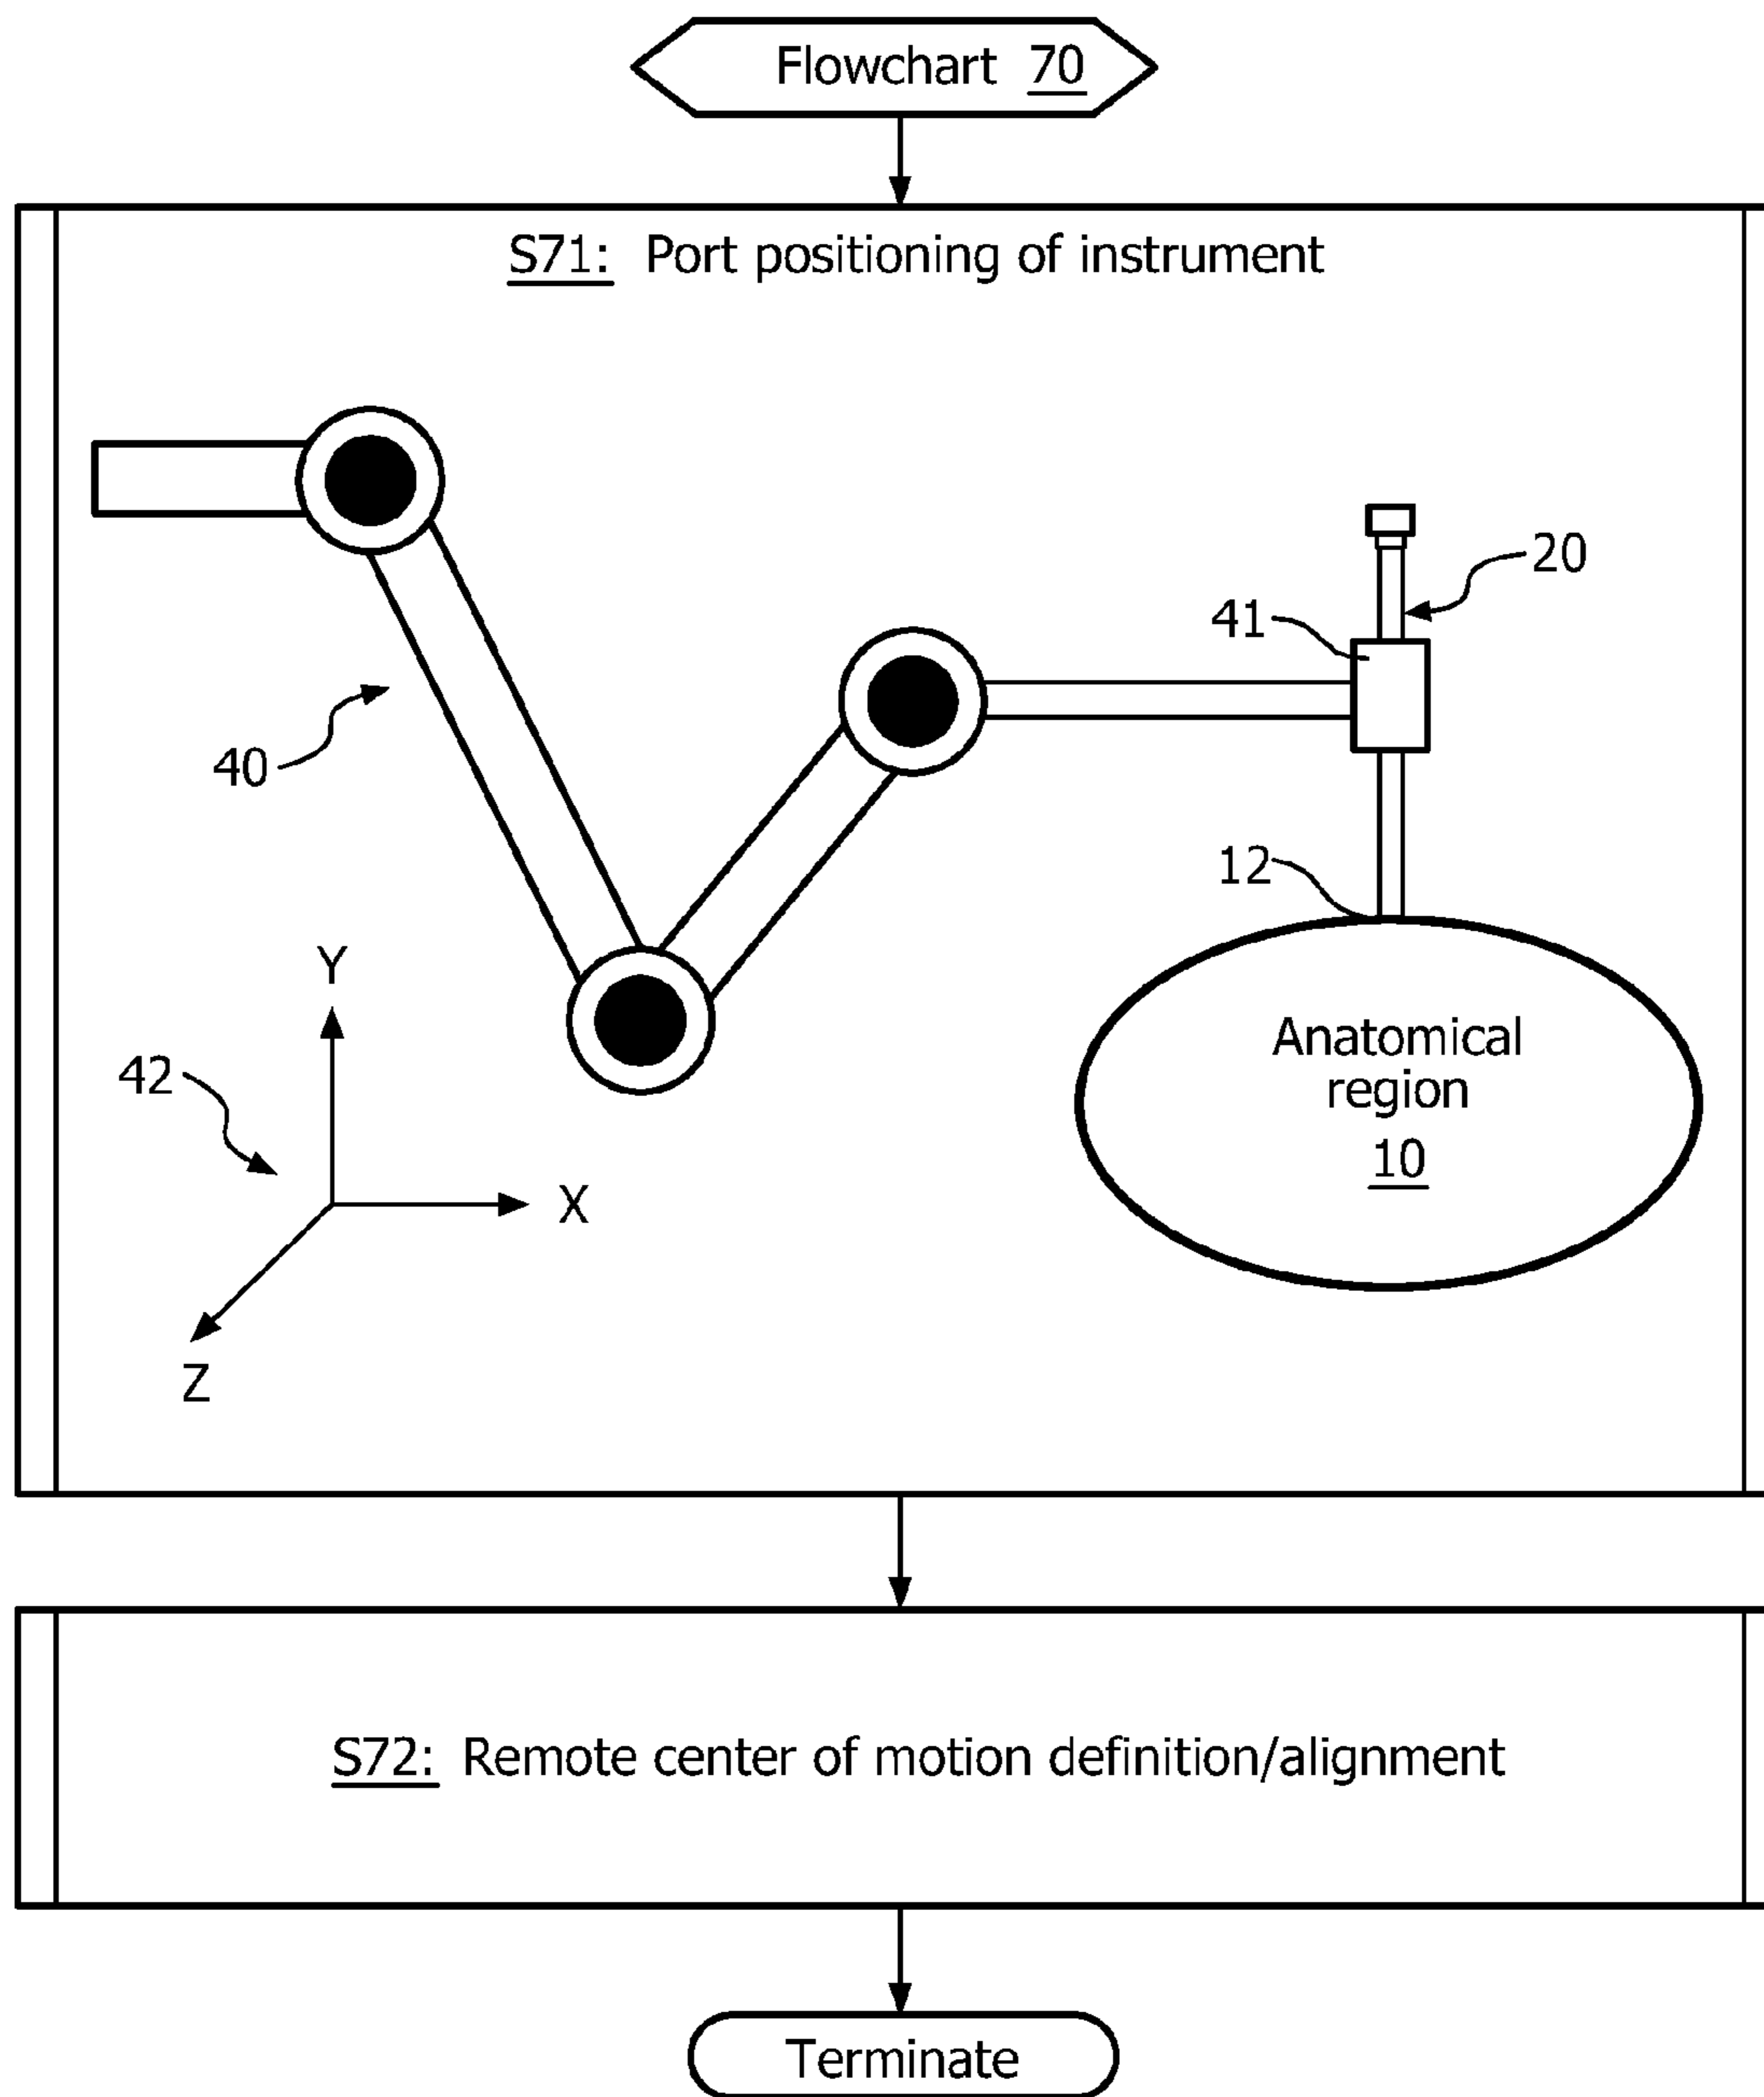 Flowchart 70
S71: Port positioning of instrument
20
41
40
12
Y
Anatomical
region
10
42
X
Z
S72: Remote center of motion definition/alignment
Terminate